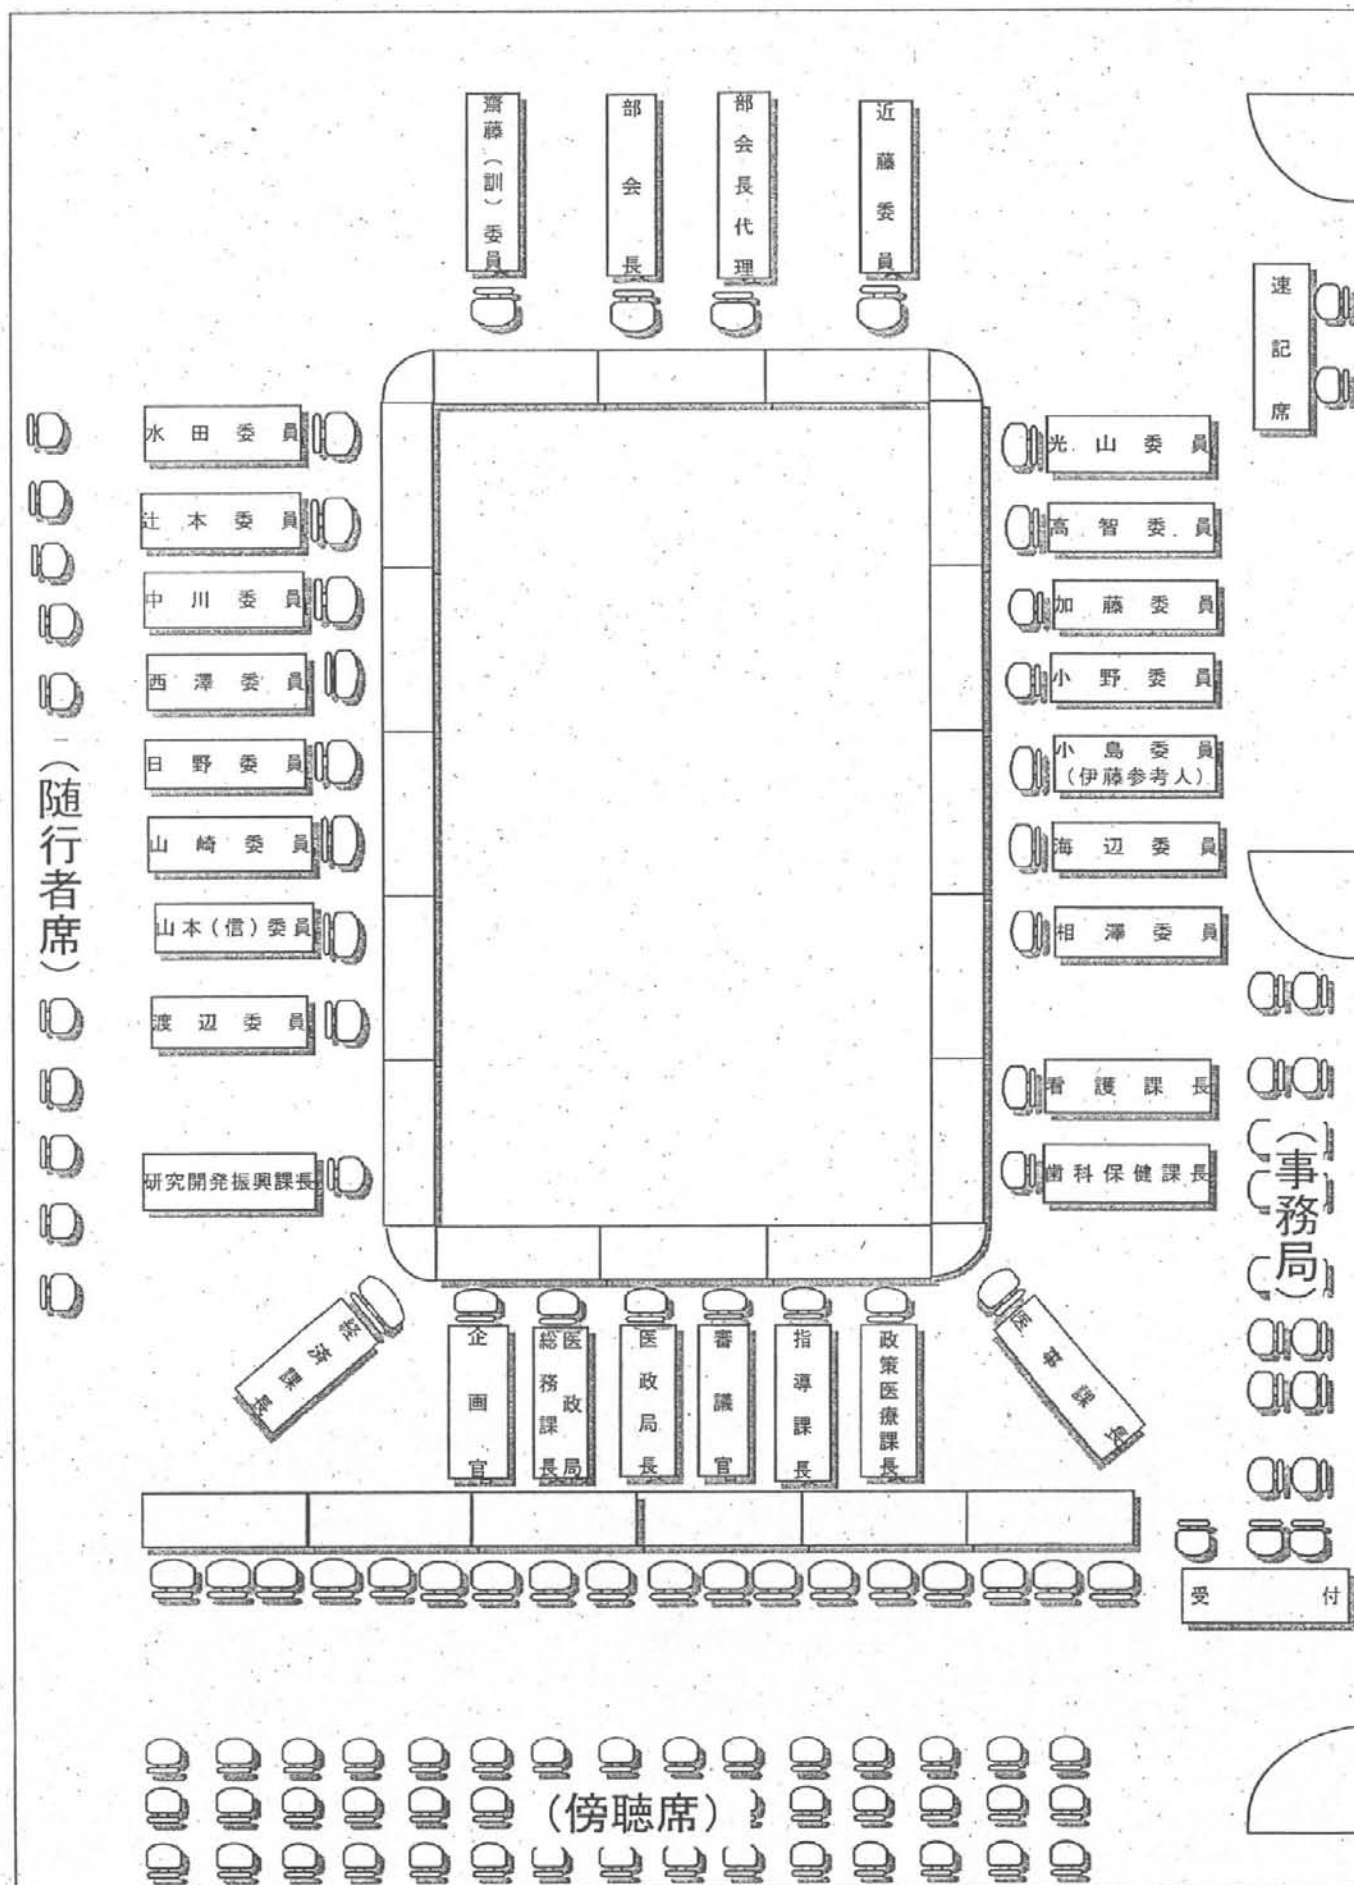 齋藤（訓）委員
部会長
部会長代理
近藤委員
速記席
水田委員
辻本委員
中川委員
西澤委員
日野委員
山崎委員
山本（信）委員
渡辺委員
研究開発振興課長
（随行者席）
光山委員
高智委員
加藤委員
小野委員
小島委員
（伊藤参考人）
海辺委員
相澤委員
看護課長
歯科保健課長
（事務局）
経済課長
企画官
医政局
総務課長
医政局長
審議官
指導課長
政策医療課長
医事課長
受付
（傍聴席）